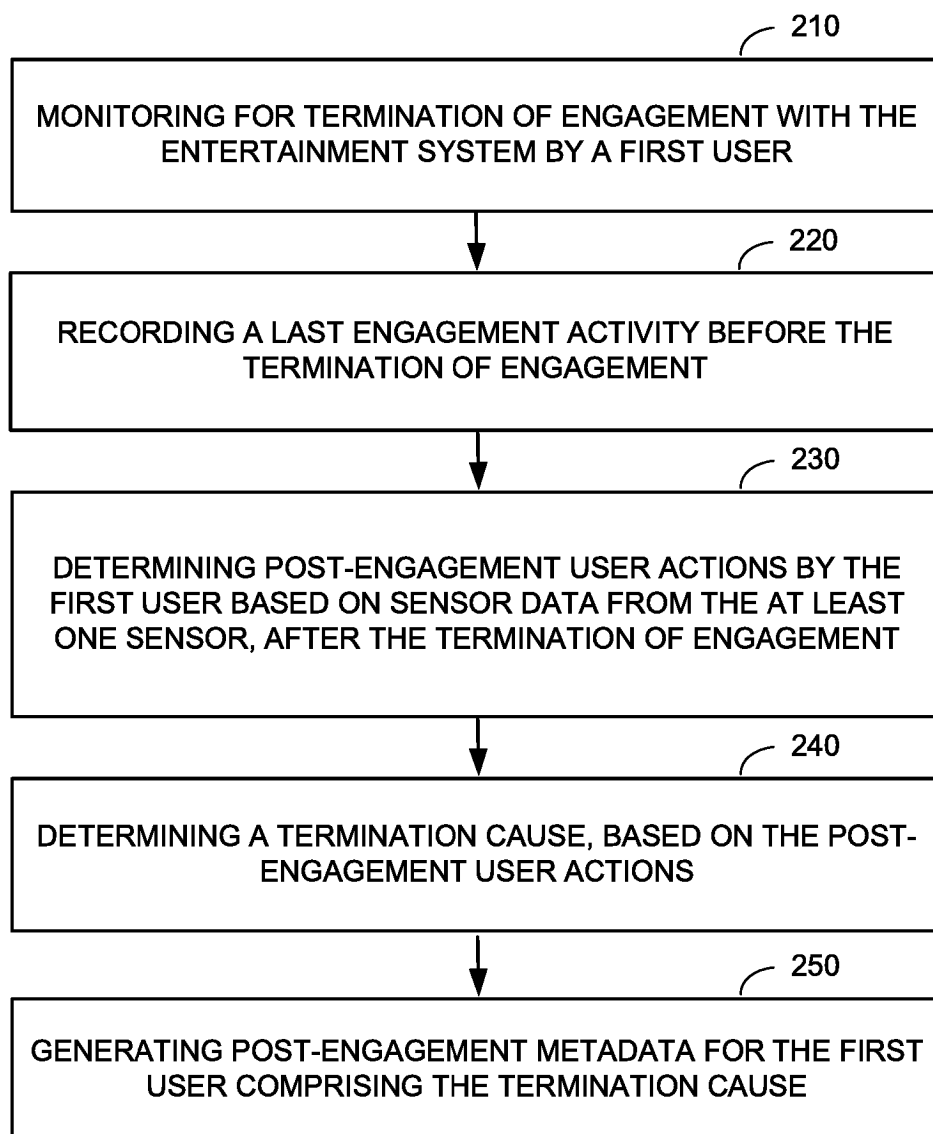 210
MONITORING FOR TERMINATION OF ENGAGEMENT WITH THE
ENTERTAINMENT SYSTEM BY A FIRST USER
220
RECORDING A LAST ENGAGEMENT ACTIVITY BEFORE THE
TERMINATION OF ENGAGEMENT
230
DETERMINING POST-ENGAGEMENT USER ACTIONS BY THE
FIRST USER BASED ON SENSOR DATA FROM THE AT LEAST
ONE SENSOR, AFTER THE TERMINATION OF ENGAGEMENT
240
DETERMINING A TERMINATION CAUSE, BASED ON THE POST-
ENGAGEMENT USER ACTIONS
250
GENERATING POST-ENGAGEMENT METADATA FOR THE FIRST
USER COMPRISING THE TERMINATION CAUSE